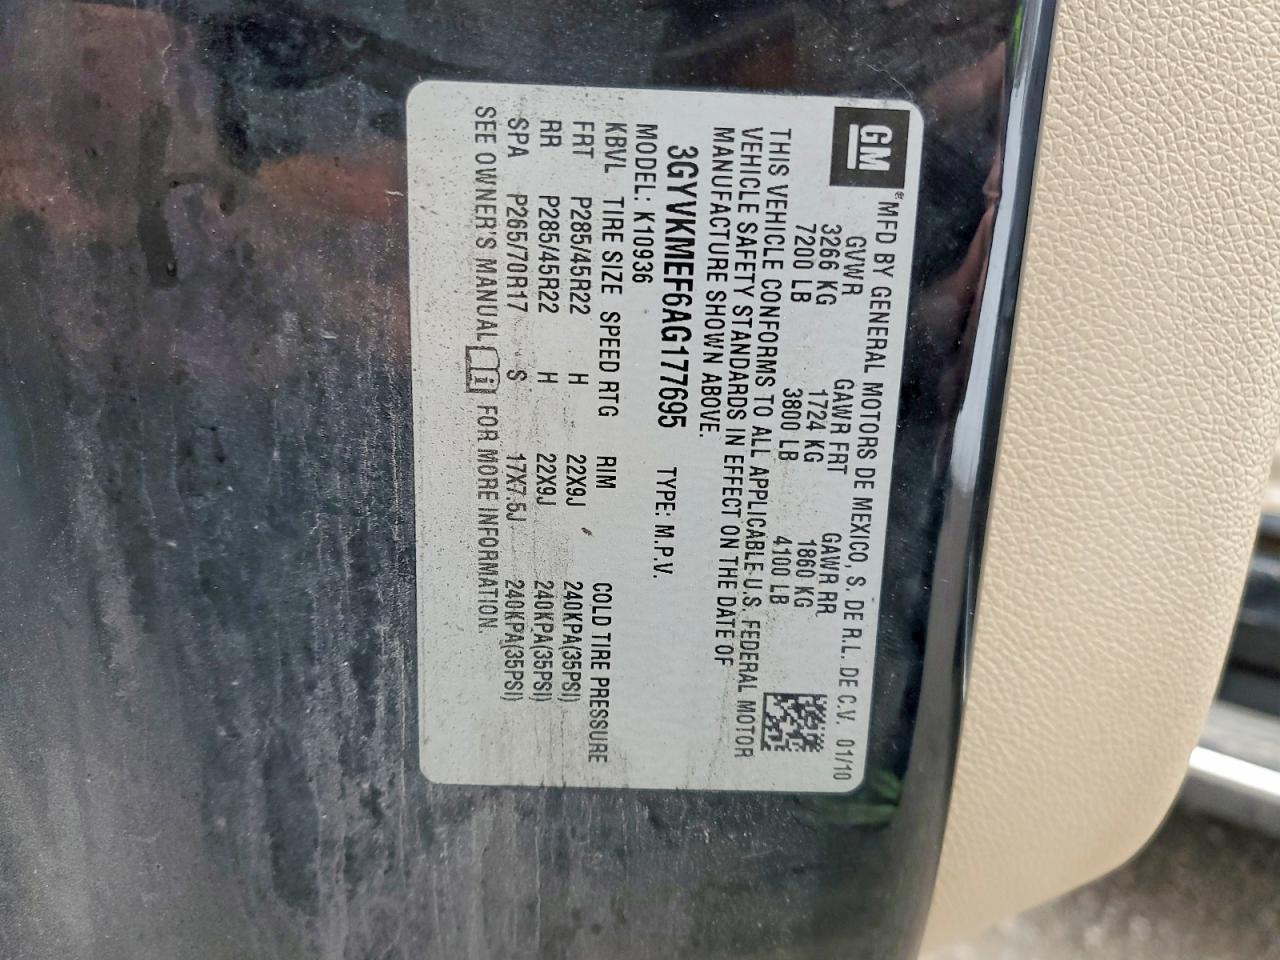 GM
® MFD BY GENERAL MOTORS DE MEXICO, S. DE R.L. DE C.V. 01/10
GVWR GAWR FRT GAWR RR
3266 KG 1724 KG 1860 KG
7200 LB 3800 LB 4100 LB
THIS VEHICLE CONFORMS TO ALL APPLICABLE U.S. FEDERAL MOTOR
VEHICLE SAFETY STANDARDS IN EFFECT ON THE DATE OF
MANUFACTURE SHOWN ABOVE.
3GYVKMEF6AG177695 TYPE: M.P.V.
MODEL: K10936
KBVL TIRE SIZE SPEED RTG RIM COLD TIRE PRESSURE
FRT P285/45R22 H 22X9J 240KPA(35PSI)
RR P285/45R22 H 22X9J 240KPA(35PSI)
SPA P265/70R17 S 17X7.5J 240KPA(35PSI)
SEE OWNER'S MANUAL i FOR MORE INFORMATION.